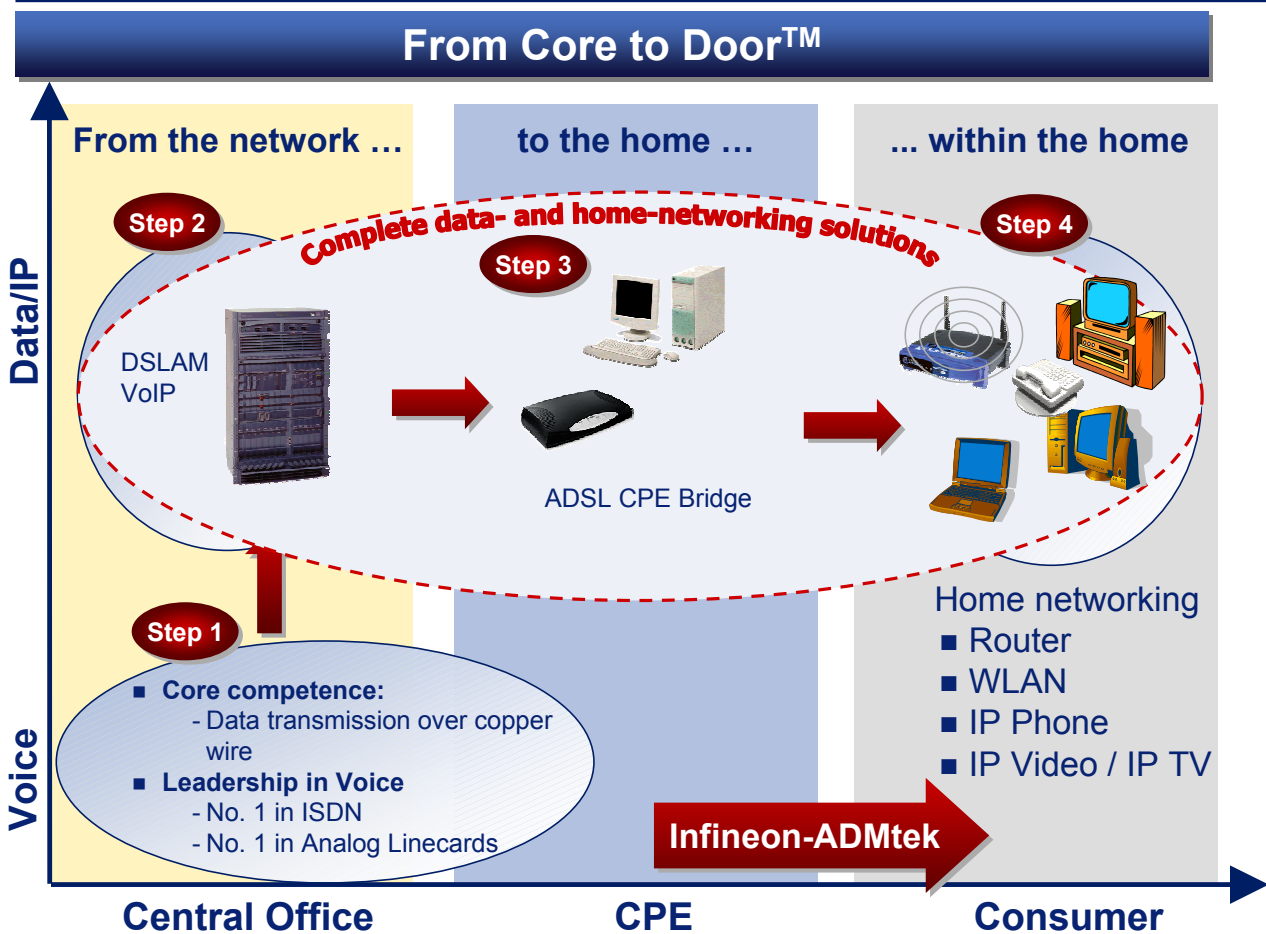 From Core to Door™
From the network …
to the home …
... within the home
Step 2
Complete data- and home-networking solutions
Step 4
Step 3
Data/IP
DSLAM
VoIP
ADSL CPE Bridge
Step 1
Home networking
■ Router
■ WLAN
■ IP Phone
■ IP Video / IP TV
■ Core competence:
- Data transmission over copper
wire
■ Leadership in Voice
- No. 1 in ISDN
- No. 1 in Analog Linecards
Voice
Infineon-ADMtek
Central Office
CPE
Consumer